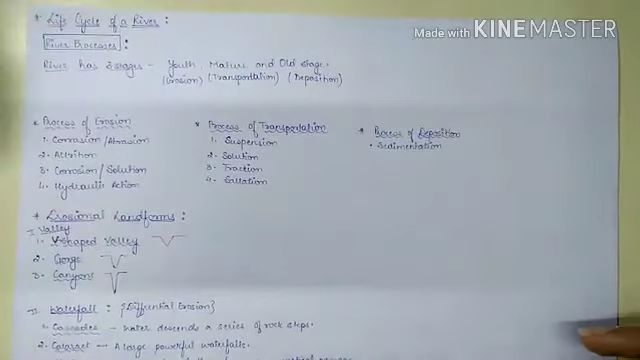 Made with KINEMASTER
* Life Cycle of a River :
River Processes :
River has 3 stages - Youth, Mature and Old stage.
(Erosion) (Transportation) (Deposition)
* Process of Erosion
1. Corrasion/Abrasion
2. Attrition
3. Corrosion/Solution
4. Hydraulic Action
* Process of Transportation
1. Suspension
2. Solution
3. Traction
4. Saltation
* Process of Deposition
• Sedimentation
* Erosional Landforms :
I. Valley
1. V-shaped Valley
2. Gorge
3. Canyons
II. Waterfall : {Diffrential Erosion}
1. Cascades - Water descends a series of rock steps.
2. Cataract - A large powerful waterfalls.